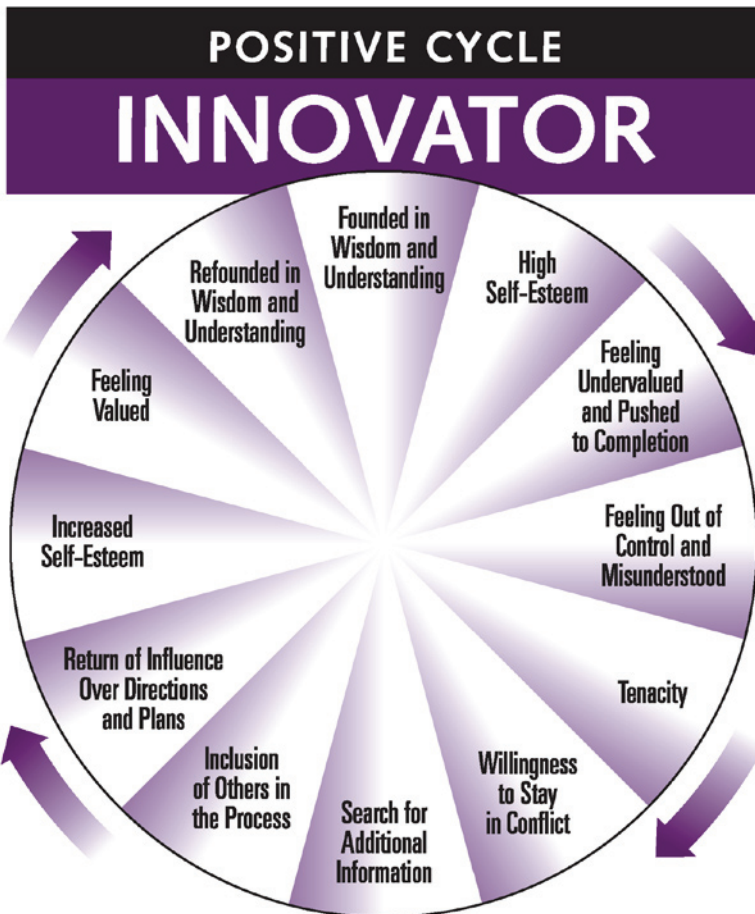 POSITIVE CYCLE
INNOVATOR
Founded in
Wisdom and
Understanding
High
Self-Esteem
Feeling
Undervalued
and Pushed
to Completion
Feeling Out of
Control and
Misunderstood
Tenacity
Willingness
to Stay
in Conflict
Search for
Additional
Information
Inclusion
of Others in
the Process
Return of Influence
Over Directions
and Plans
Increased
Self-Esteem
Feeling
Valued
Refounded in
Wisdom and
Understanding